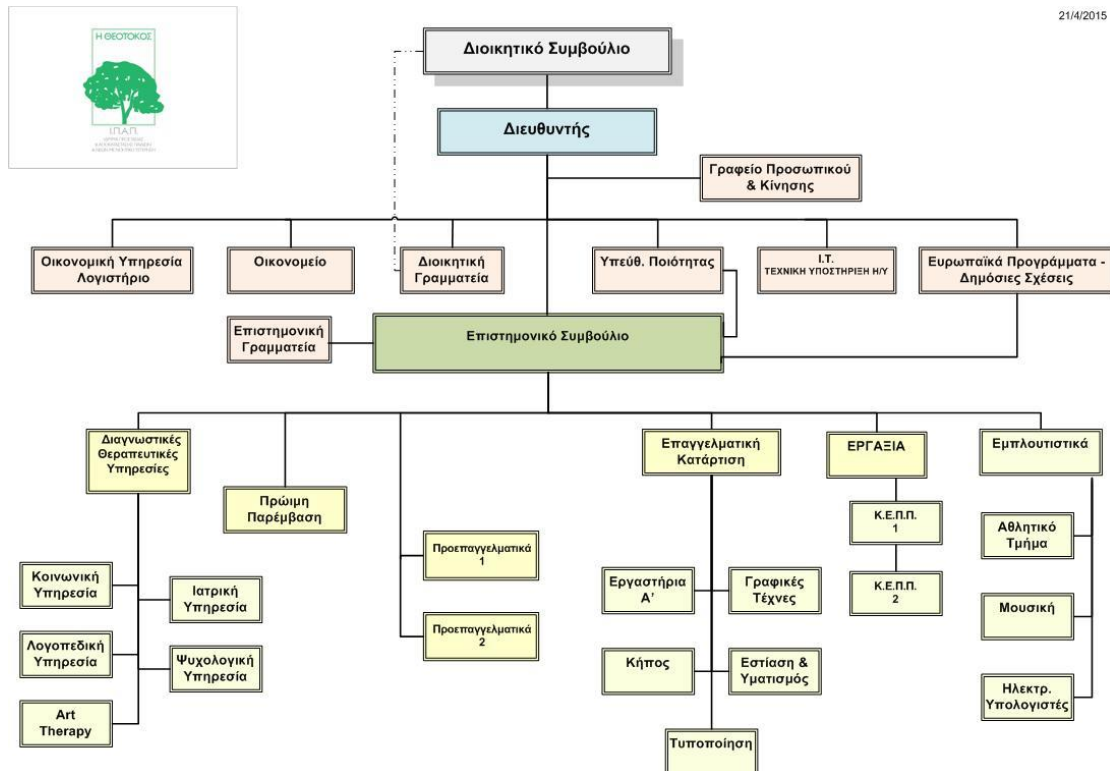 21/4/2015
Η ΘΕΟΤΟΚΟΣ
Ι.Π.Α.Π.
Διοικητικό Συμβούλιο
Διευθυντής
Γραφείο Προσωπικού
& Κίνησης
Οικονομική Υπηρεσία
Λογιστήριο
Οικονομείο
Διοικητική
Γραμματεία
Υπεύθ. Ποιότητας
Ι.Τ.
ΤΕΧΝΙΚΗ ΥΠΟΣΤΗΡΙΞΗ Η/Υ
Ευρωπαϊκά Προγράμματα -
Δημόσιες Σχέσεις
Επιστημονική
Γραμματεία
Επιστημονικό Συμβούλιο
Διαγνωστικές
Θεραπευτικές
Υπηρεσίες
Πρώιμη
Παρέμβαση
Επαγγελματική
Κατάρτιση
ΕΡΓΑΞΙΑ
Εμπλουτιστικά
Κοινωνική
Υπηρεσία
Ιατρική
Υπηρεσία
Λογοπεδική
Υπηρεσία
Ψυχολογική
Υπηρεσία
Art
Therapy
Προεπαγγελματικά
1
Προεπαγγελματικά
2
Εργαστήρια
Α'
Γραφικές
Τέχνες
Κήπος
Εστίαση &
Υματισμός
Τυποποίηση
Κ.Ε.Π.Π.
1
Κ.Ε.Π.Π.
2
Αθλητικό
Τμήμα
Μουσική
Ηλεκτρ.
Υπολογιστές